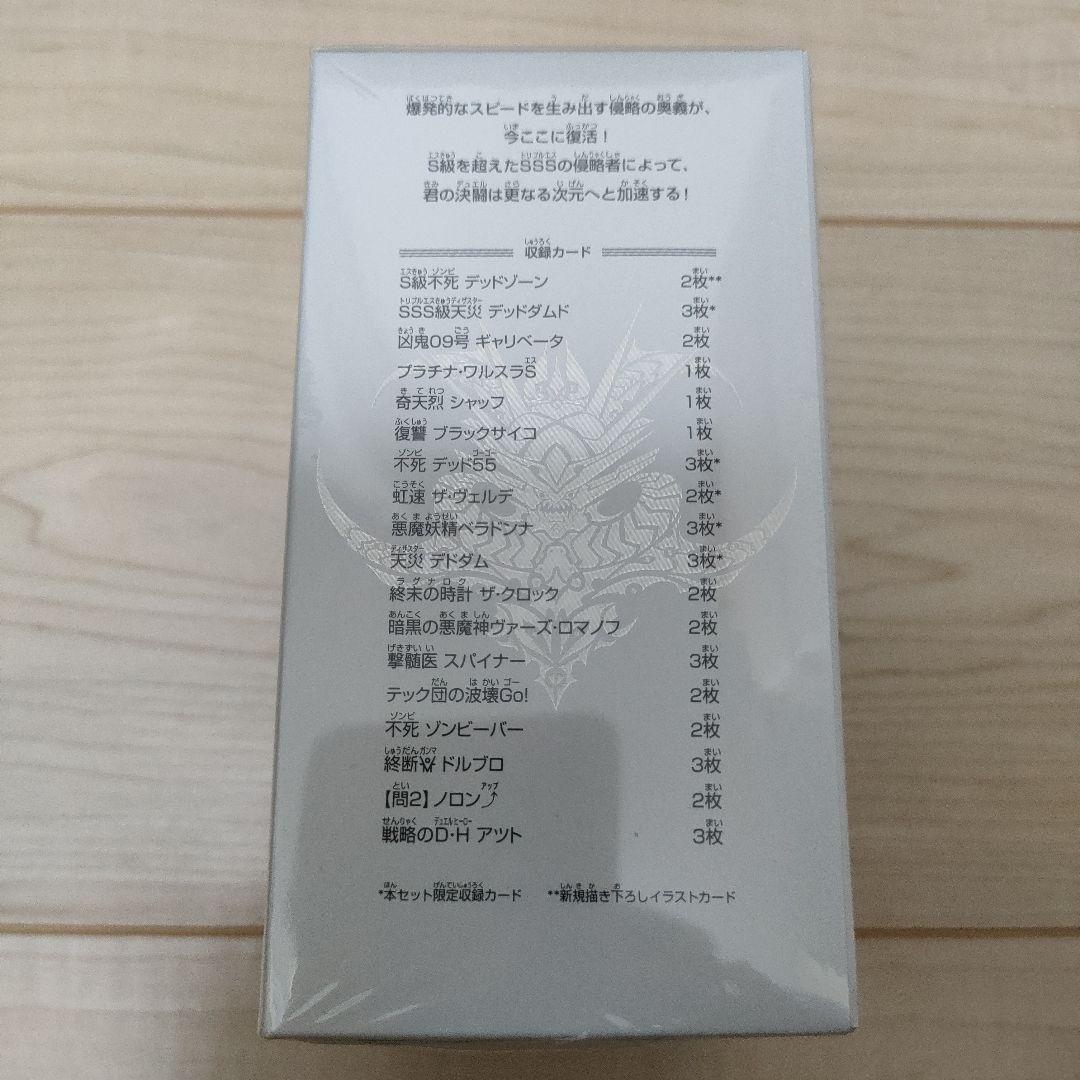 爆発的なスピードを生み出す侵略の奥義が、
今ここに復活！
S級を超えたSSSの侵略者によって、
君の決闘は更なる次元へと加速する！
収録カード
S級不死 デッドゾーン 2枚**
SSS級天災 デッドダムド 3枚*
凶鬼09号 ギャリベータ 2枚
プラチナ・ワルスラS 1枚
奇天烈 シャッフ 1枚
復讐 ブラックサイコ 1枚
不死 デッド55 3枚*
虹速 ザ・ヴェルデ 2枚*
悪魔妖精ベラドンナ 3枚*
天災 デドダム 3枚*
終末の時計 ザ・クロック 2枚
暗黒の悪魔神ヴァーズ・ロマノフ 2枚
撃髄医 スパイナー 3枚
テック団の波壊Go! 2枚
不死 ゾンビーバー 2枚
終断γ ドルブロ 3枚
【問2】ノロン⤴ 2枚
戦略のD・H アツト 3枚
*本セット限定収録カード **新規描き下ろしイラストカード